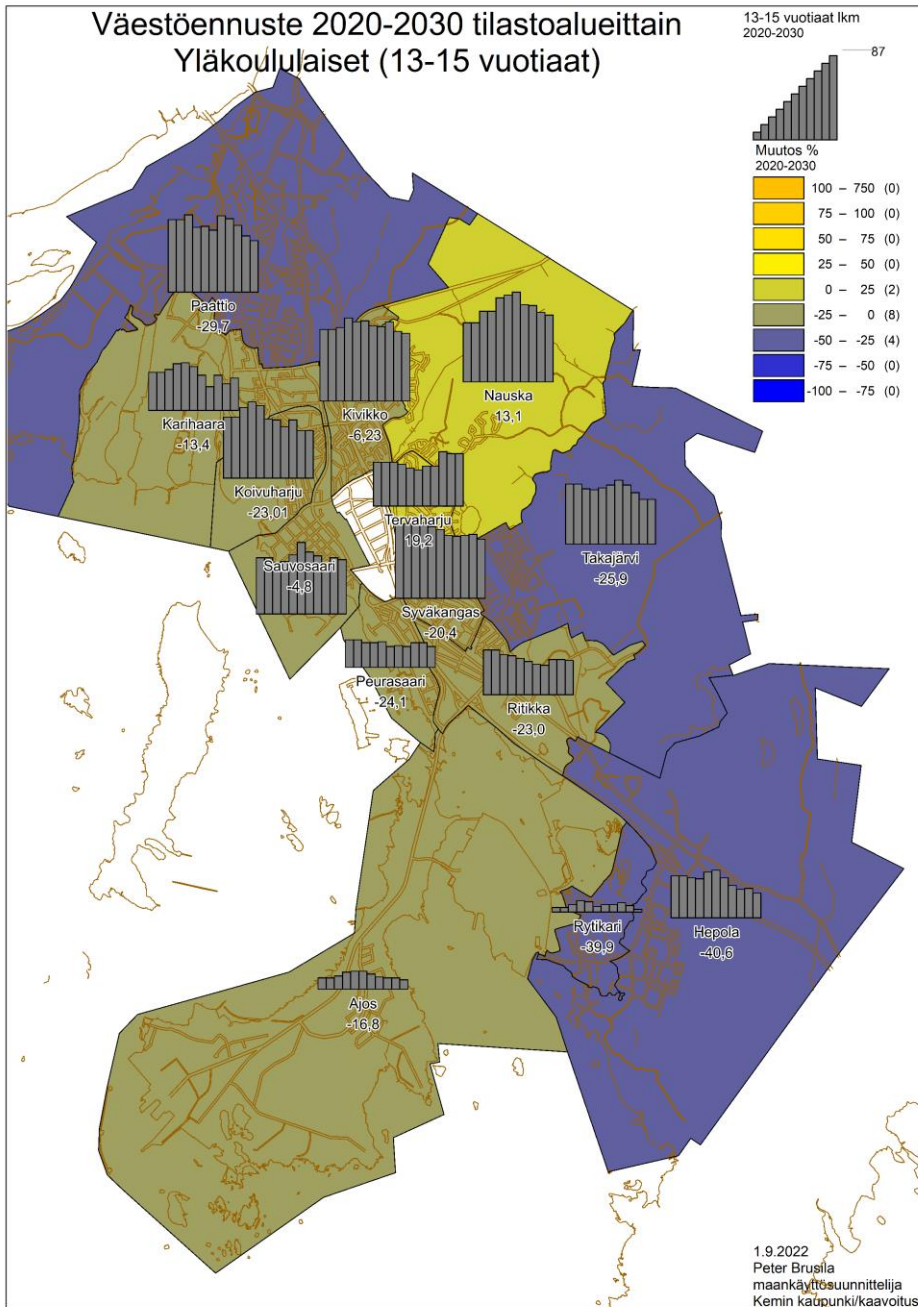 Väestöennuste 2020-2030 tilastoalueittain
Yläkoululaiset (13-15 vuotiaat)
13-15 vuotiaat lkm
2020-2030
87
Muutos %
2020-2030
100 – 750 (0)
75 – 100 (0)
50 – 75 (0)
25 – 50 (0)
0 – 25 (2)
-25 – 0 (8)
-50 – -25 (4)
-75 – -50 (0)
-100 – -75 (0)
Paattio
-29,7
Nauska
13,1
Kivikko
-6,23
Karihaara
-13,4
Koivuharju
-23,01
Tervaharju
19,2
Takajärvi
-25,9
Sauvosaari
-4,8
Syväkangas
-20,4
Peurasaari
-24,1
Ritikka
-23,0
Rytikari
-39,9
Hepola
-40,6
Ajos
-16,8
1.9.2022
Peter Brusila
maankäyttösuunnittelija
Kemin kaupunki/kaavoitus